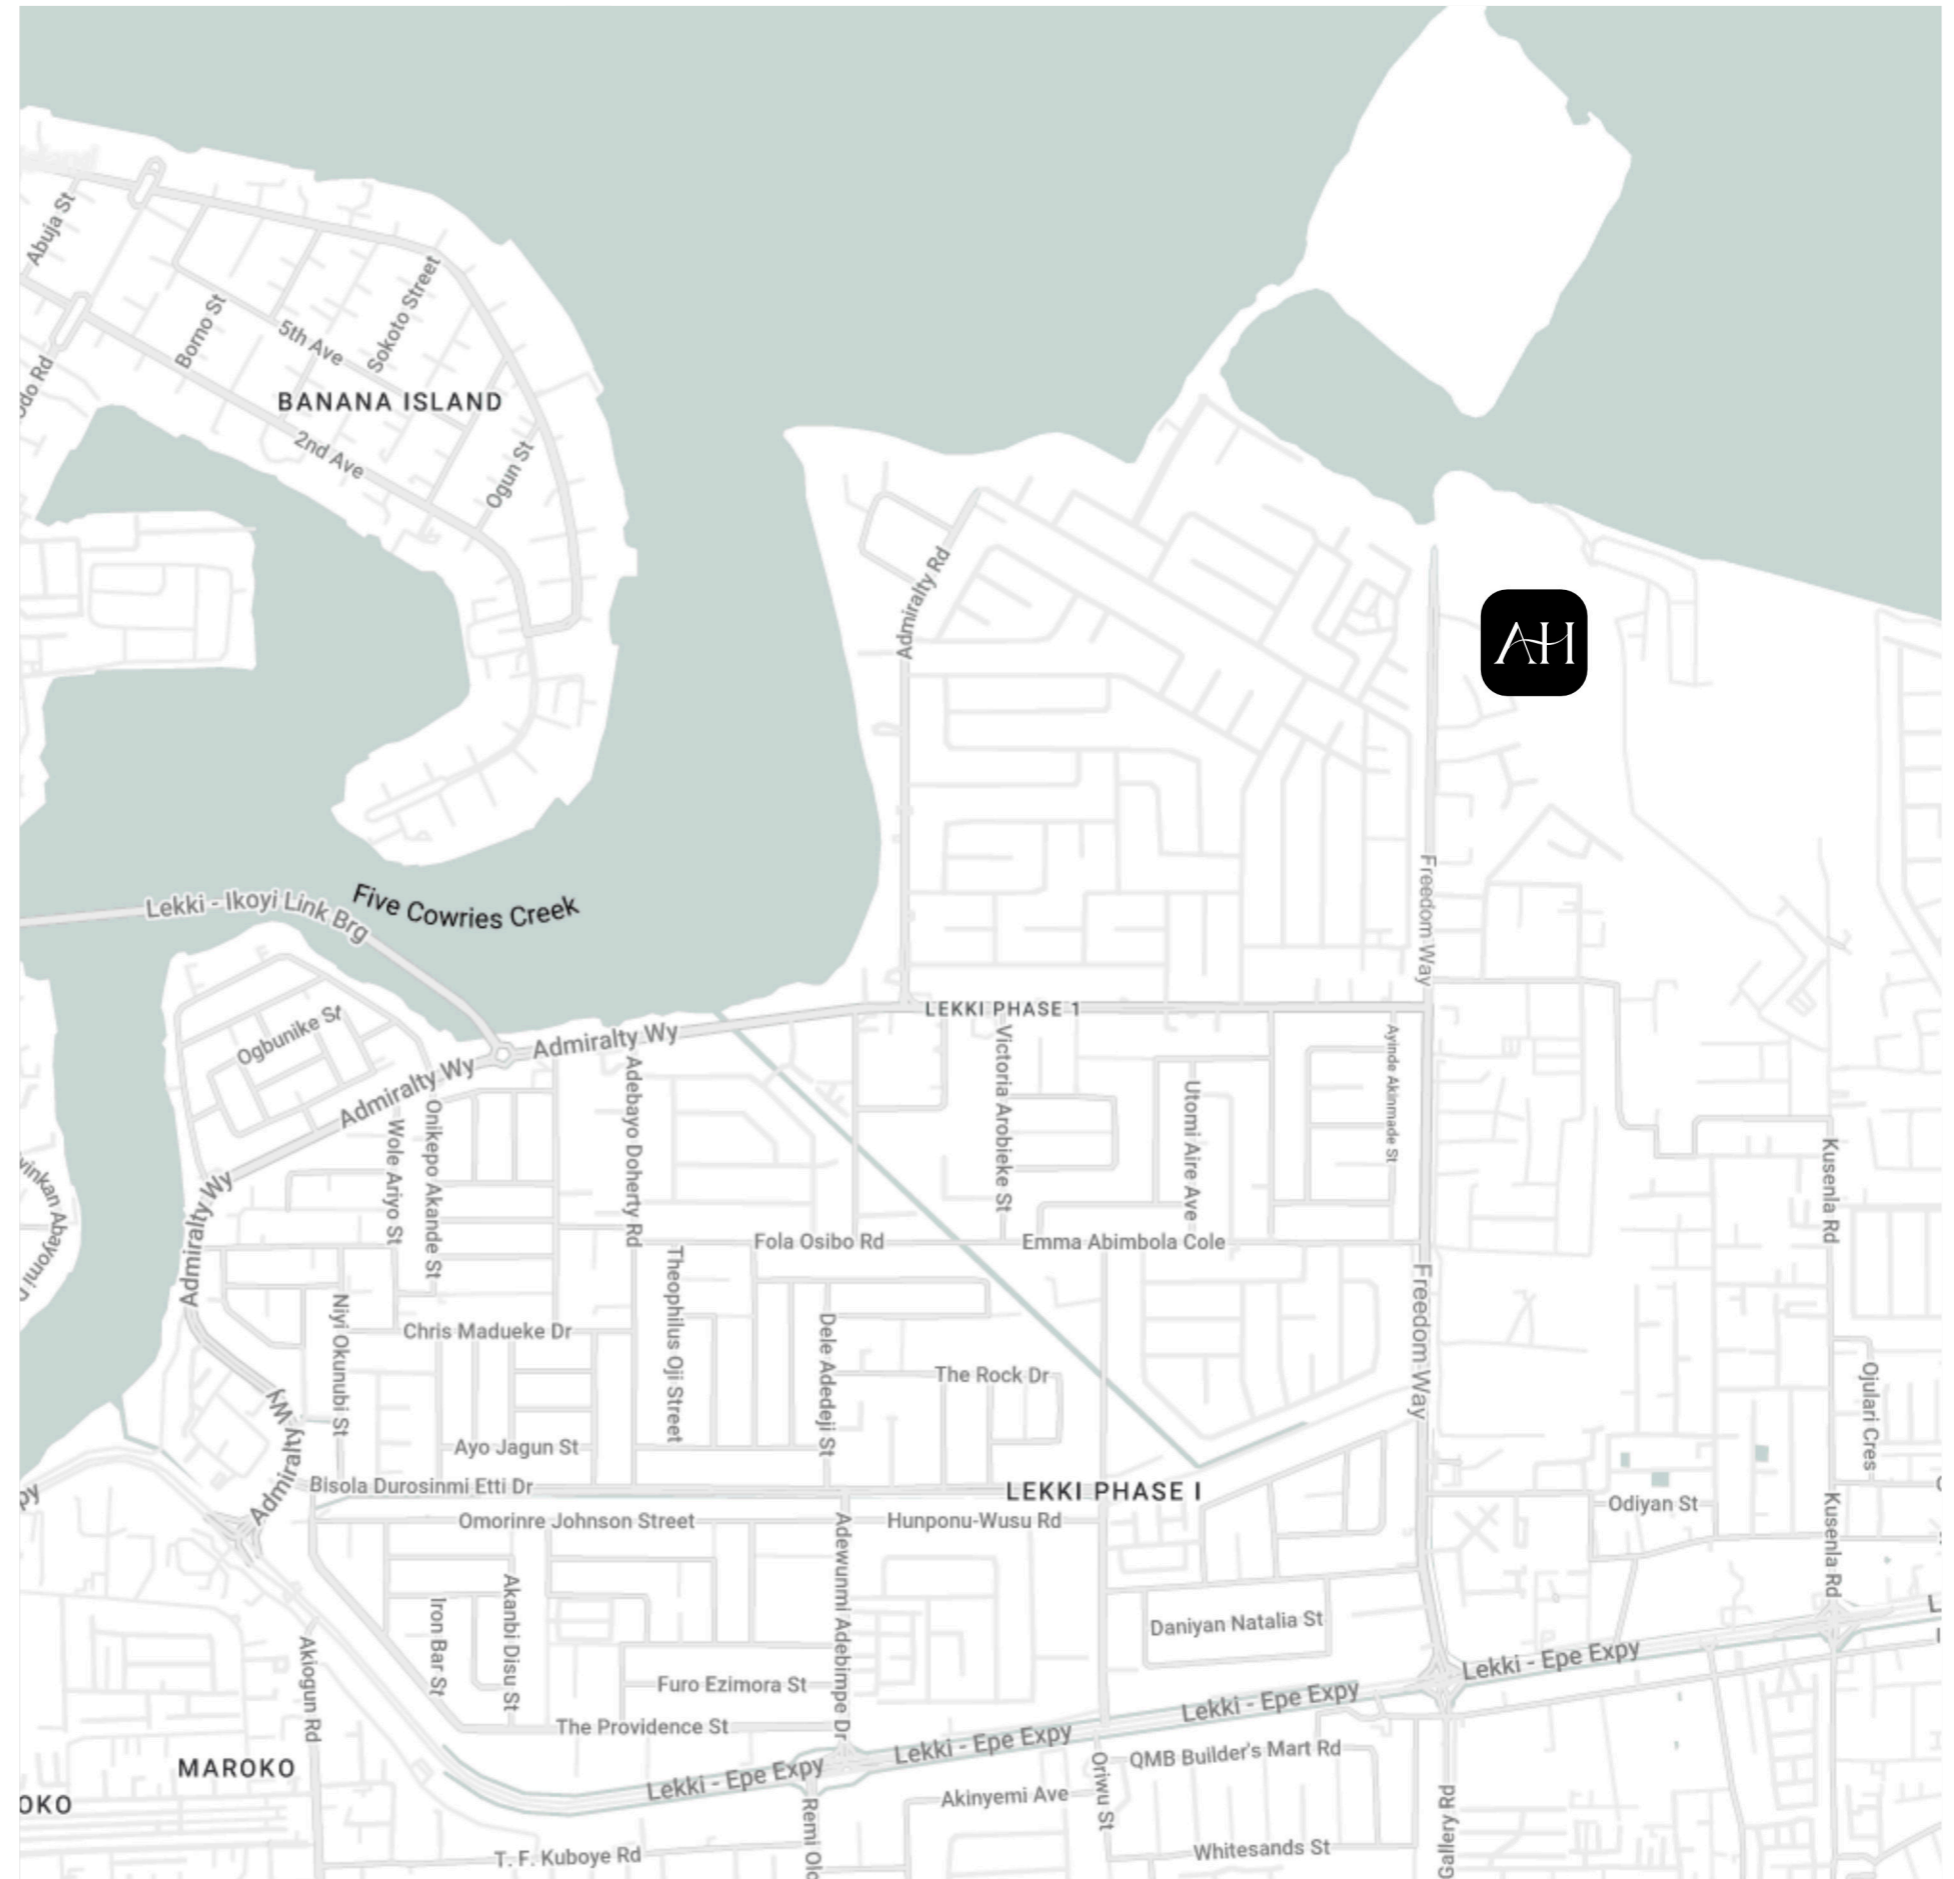 Abuja St
Borno St
5th Ave
Sokoto Street
BANANA ISLAND
2nd Ave
Ogun St
Admiralty Rd
AH
Lekki - Ikoyi Link Brg
Five Cowries Creek
Freedom Way
LEKKI PHASE 1
Ogbunike St
Admiralty Wy
Admiralty Wy
Admiralty Wy
Wole Ariyo St
Onikepo Akande St
Adebayo Doherty Rd
Victoria Arobieke St
Utomi Aire Ave
Ayinde Akinmade St
Kusenla Rd
Fola Osibo Rd
Emma Abimbola Cole
Theophilus Oji Street
Freedom Way
Niyi Okunubi St
Chris Madueke Dr
Dele Adedeji St
The Rock Dr
Ojulari Cres
Admiralty Wy
Ayo Jagun St
Bisola Durosinmi Etti Dr
LEKKI PHASE I
Odiyan St
Omorinre Johnson Street
Hunponu-Wusu Rd
Kusenla Rd
Adewunmi Adebimpe Dr
Iron Bar St
Akanbi Disu St
Daniyan Natalia St
Akiogun Rd
Furo Ezimora St
Lekki - Epe Expy
Lekki - Epe Expy
The Providence St
Lekki - Epe Expy
Lekki - Epe Expy
MAROKO
QMB Builder's Mart Rd
Oriwu St
Akinyemi Ave
Gallery Rd
Remi Olo
T. F. Kuboye Rd
Whitesands St
OKO